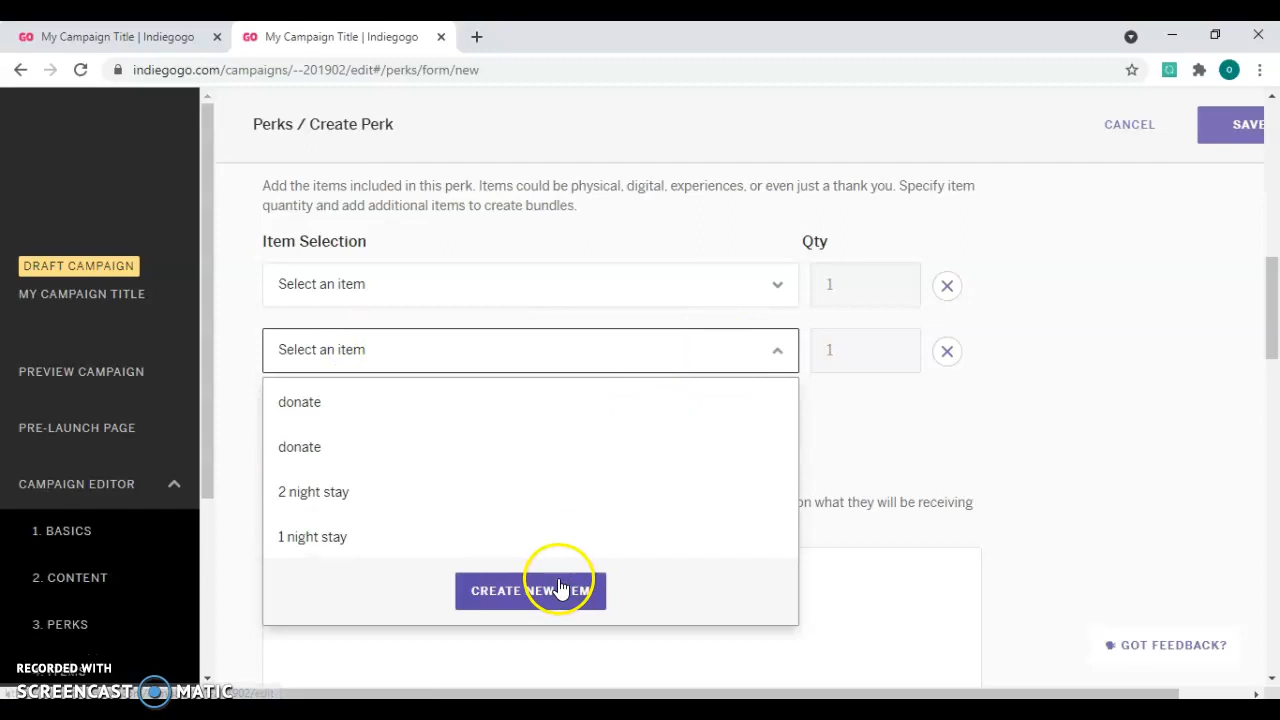 GO My Campaign Title | Indiegogo
GO My Campaign Title | Indiegogo
indiegogo.com/campaigns/--201902/edit#/perks/form/new
o
Perks / Create Perk
CANCEL
SAVE
Add the items included in this perk. Items could be physical, digital, experiences, or even just a thank you. Specify item
quantity and add additional items to create bundles.
Item Selection
Qty
Select an item
1
Select an item
1
donate
donate
2 night stay
1 night stay
CREATE NEW ITEM
on what they will be receiving
DRAFT CAMPAIGN
MY CAMPAIGN TITLE
PREVIEW CAMPAIGN
PRE-LAUNCH PAGE
CAMPAIGN EDITOR
1. BASICS
2. CONTENT
3. PERKS
GOT FEEDBACK?
RECORDED WITH
SCREENCAST MATIC